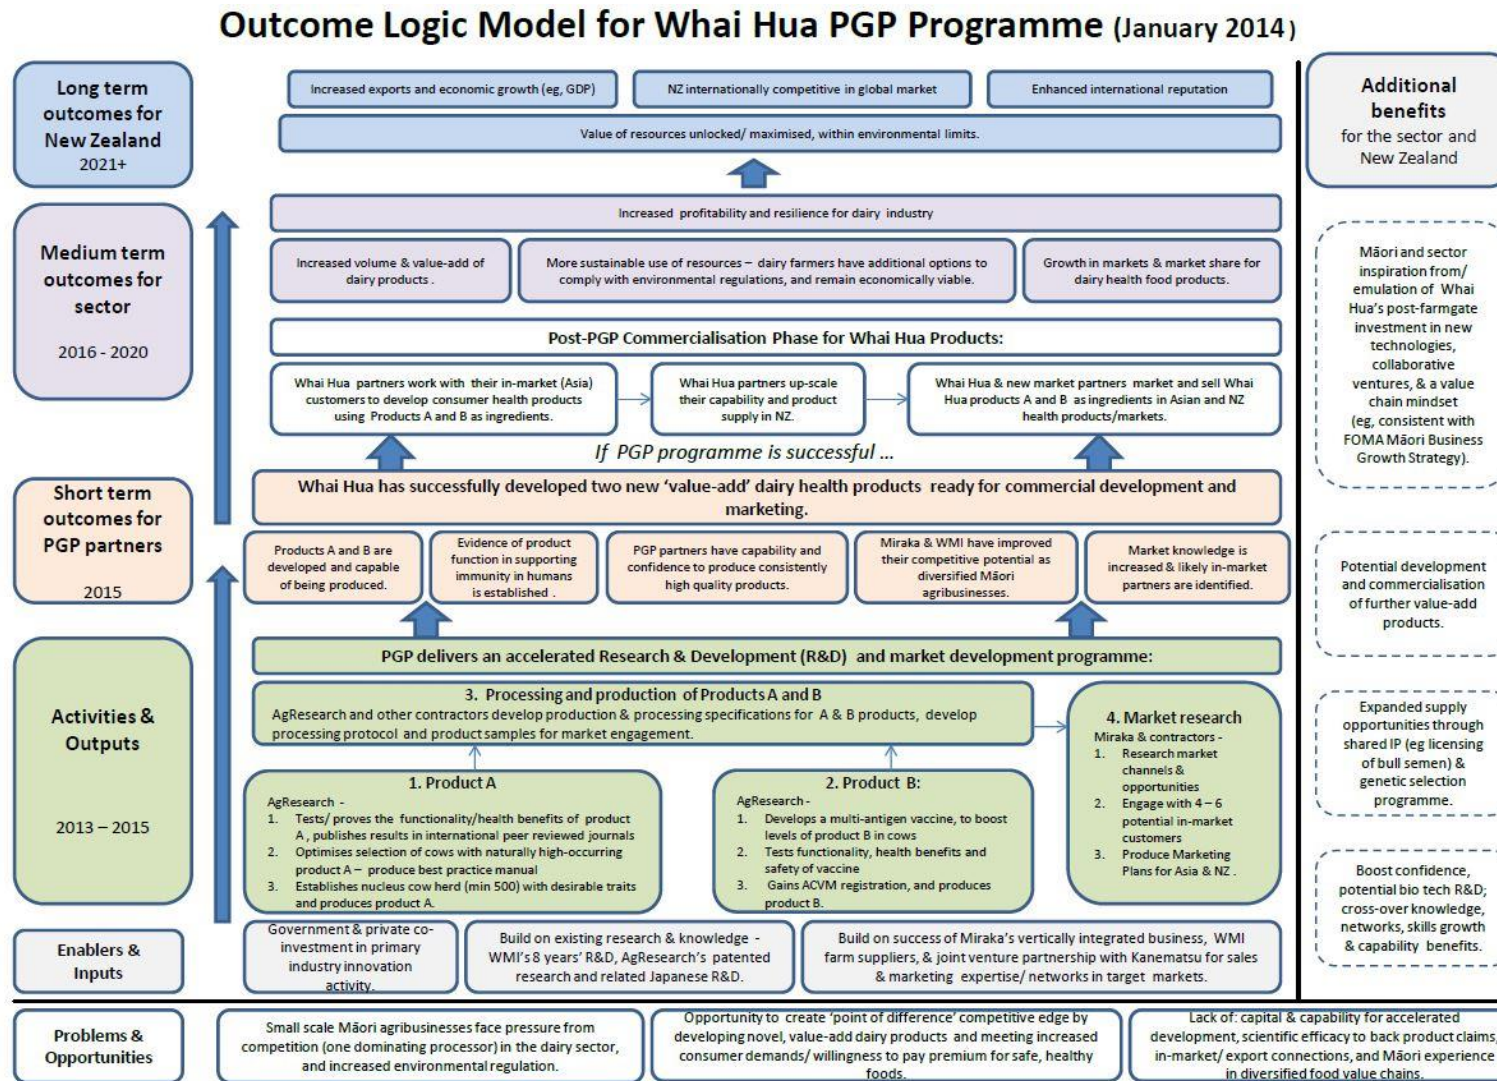 Outcome Logic Model for Whai Hua PGP Programme (January 2014)
Long term
outcomes for
New Zealand
2021+
Increased exports and economic growth (eg, GDP)
NZ internationally competitive in global market
Enhanced international reputation
Value of resources unlocked/ maximised, within environmental limits.
Additional
benefits
for the sector and
New Zealand
Medium term
outcomes for
sector
2016 - 2020
Increased profitability and resilience for dairy industry
Increased volume & value-add of
dairy products .
More sustainable use of resources – dairy farmers have additional options to
comply with environmental regulations, and remain economically viable.
Growth in markets & market share for
dairy health food products.
Post-PGP Commercialisation Phase for Whai Hua Products:
Whai Hua partners work with their in-market (Asia)
customers to develop consumer health products
using Products A and B as ingredients.
Whai Hua partners up-scale
their capability and product
supply in NZ.
Whai Hua & new market partners market and sell Whai
Hua products A and B as ingredients in Asian and NZ
health products/markets.
Māori and sector
inspiration from/
emulation of Whai
Hua's post-farmgate
investment in new
technologies,
collaborative
ventures, & a value
chain mindset
(eg, consistent with
FOMA Māori Business
Growth Strategy).
If PGP programme is successful ...
Short term
outcomes for
PGP partners
2015
Whai Hua has successfully developed two new 'value-add' dairy health products ready for commercial development and
marketing.
Products A and B are
developed and capable
of being produced.
Evidence of product
function in supporting
immunity in humans
is established .
PGP partners have capability and
confidence to produce consistently
high quality products.
Miraka & WMI have improved
their competitive potential as
diversified Māori
agribusinesses.
Market knowledge is
increased & likely in-market
partners are identified.
Potential development
and commercialisation
of further value-add
products.
Activities &
Outputs
2013 – 2015
PGP delivers an accelerated Research & Development (R&D) and market development programme:
3. Processing and production of Products A and B
AgResearch and other contractors develop production & processing specifications for A & B products, develop
processing protocol and product samples for market engagement.
1. Product A
AgResearch -
1. Tests/ proves the functionality/health benefits of product
A , publishes results in international peer reviewed journals
2. Optimises selection of cows with naturally high-occurring
product A – produce best practice manual
3. Establishes nucleus cow herd (min 500) with desirable traits
and produces product A.
2. Product B:
AgResearch -
1. Develops a multi-antigen vaccine, to boost
levels of product B in cows
2. Tests functionality, health benefits and
safety of vaccine
3. Gains ACVM registration, and produces
product B.
4. Market research
Miraka & contractors -
1. Research market
channels &
opportunities
2. Engage with 4 – 6
potential in-market
customers
3. Produce Marketing
Plans for Asia & NZ .
Expanded supply
opportunities through
shared IP (eg licensing
of bull semen) &
genetic selection
programme.
Boost confidence,
potential bio tech R&D;
cross-over knowledge,
networks, skills growth
& capability benefits.
Enablers &
Inputs
Government & private co-
investment in primary
industry innovation
activity.
Build on existing research & knowledge -
WMI's 8 years' R&D, AgResearch's patented
research and related Japanese R&D.
Build on success of Miraka's vertically integrated business, WMI
farm suppliers, & joint venture partnership with Kanematsu for sales
& marketing expertise/ networks in target markets.
Problems &
Opportunities
Small scale Māori agribusinesses face pressure from
competition (one dominating processor) in the dairy sector,
and increased environmental regulation.
Opportunity to create 'point of difference' competitive edge by
developing novel, value-add dairy products and meeting increased
consumer demands/ willingness to pay premium for safe, healthy
foods.
Lack of: capital & capability for accelerated
development, scientific efficacy to back product claims,
in-market/ export connections, and Māori experience
in diversified food value chains.